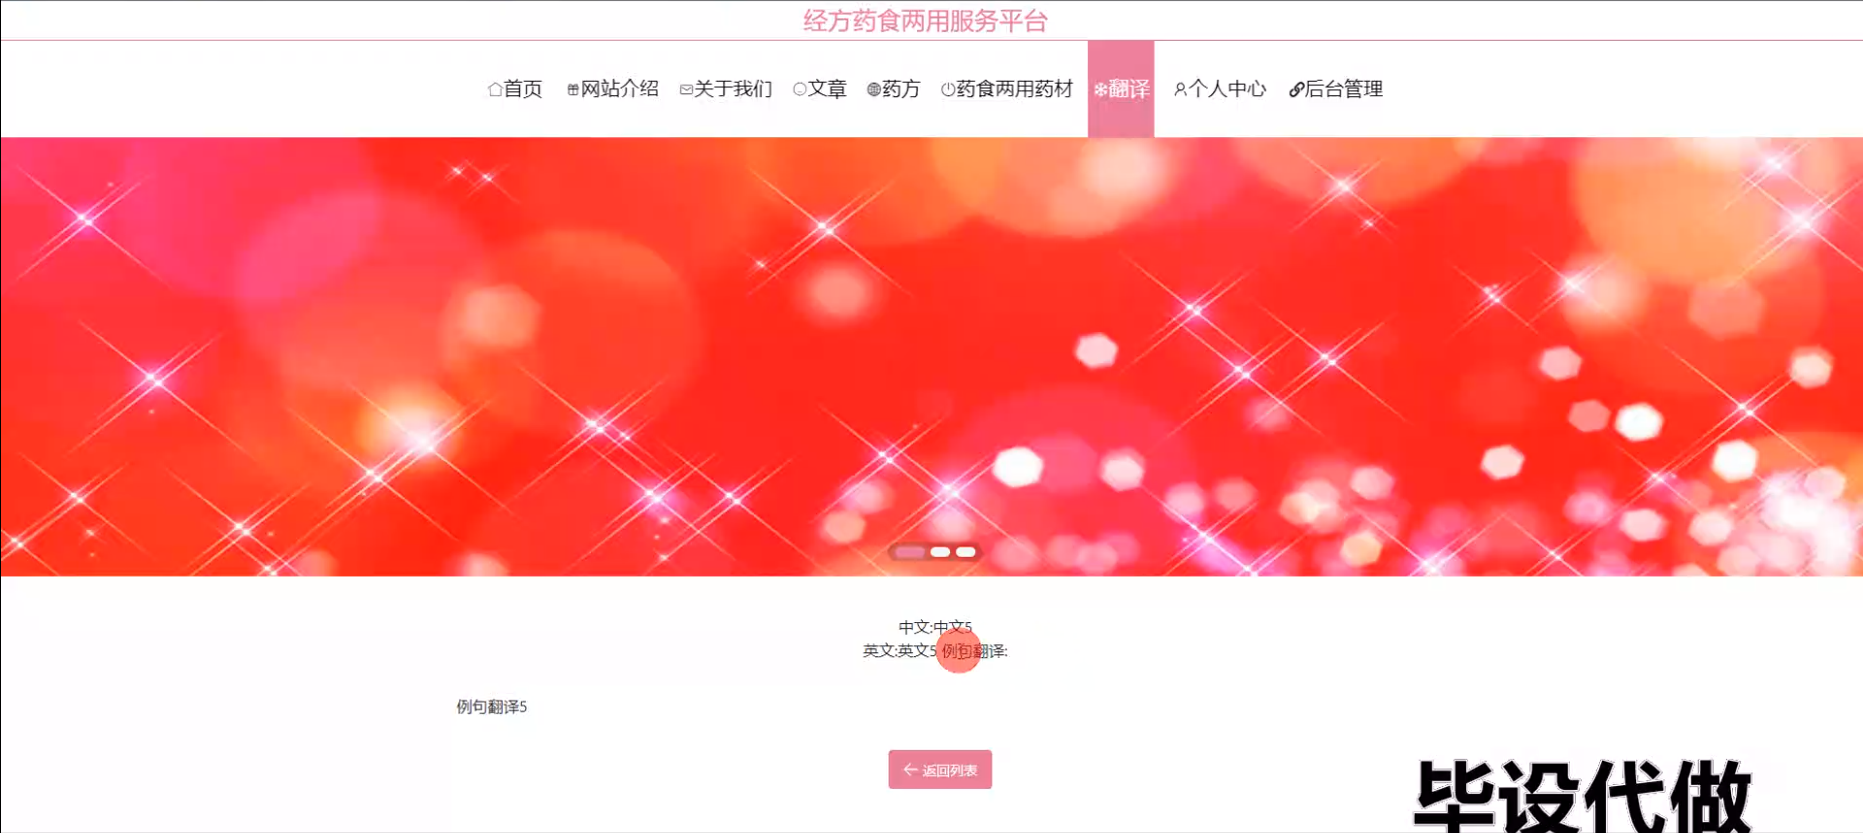 经方药食两用服务平台
首页 网站介绍 关于我们 文章 药方 药食两用药材 翻译 个人中心 后台管理
中文:中文5
英文:英文5 例句翻译:
例句翻译5
返回列表
毕设代做